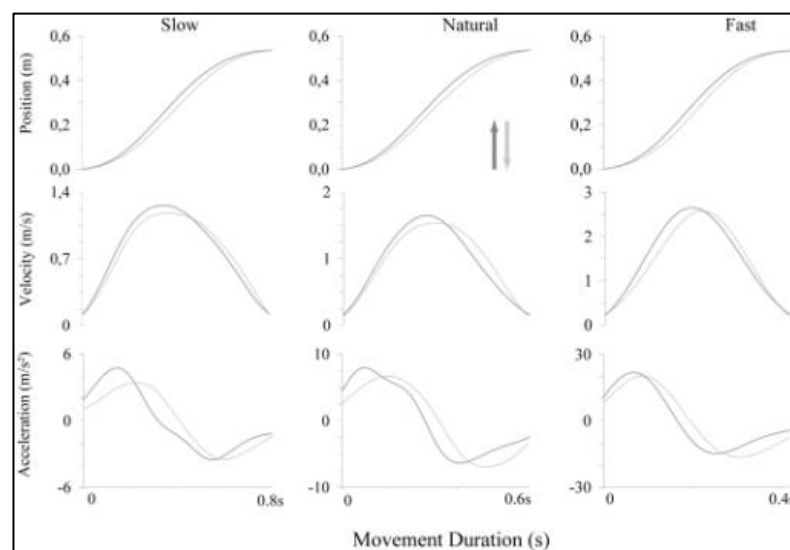 Slow Natural Fast
Position (m)
0,6 0,6 0,6
0,4 0,4 0,4
0,2 0,2 0,2
0,0 0,0 0,0
Velocity (m/s)
1,4 2 3
2
0,7 1
1
0 0 0
Acceleration (m/s²)
6 10 30
0 0 0
-6 -10 -30
0 0.8s 0 0.6s 0 0.4s
Movement Duration (s)